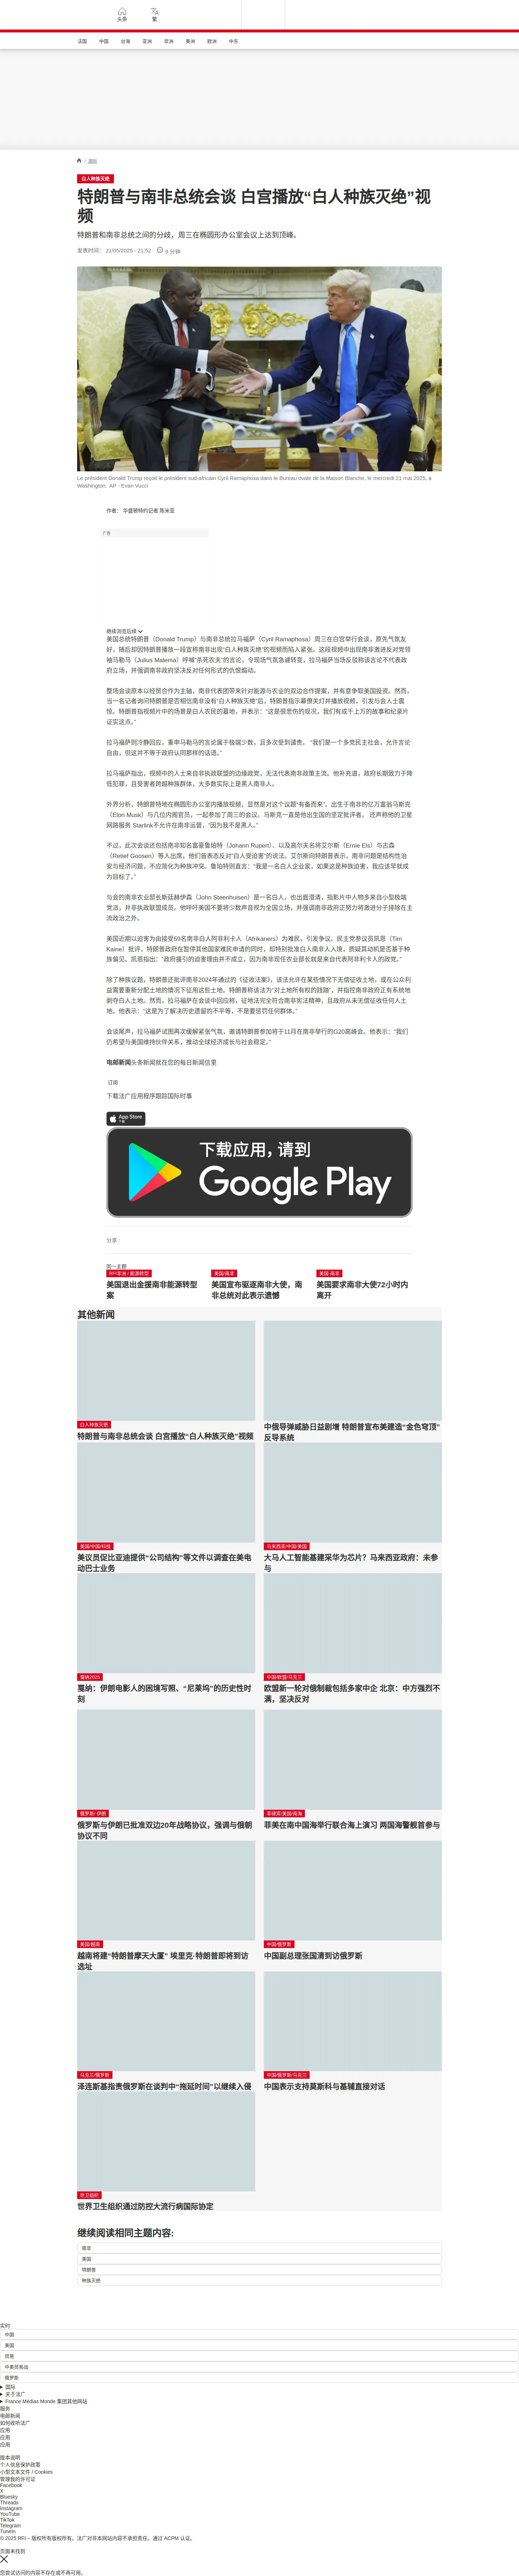 头条
繁
法国
中国
台海
亚洲
非洲
美洲
欧洲
中东
/ 国际
白人种族灭绝
特朗普与南非总统会谈 白宫播放“白人种族灭绝”视
频
特朗普和南非总统之间的分歧，周三在椭圆形办公室会议上达到顶峰。
发表时间： 21/05/2025 - 21:52
9 分钟
Le président Donald Trump reçoit le président sud-africain Cyril Ramaphosa dans le Bureau ovale de la Maison Blanche, le mercredi 21 mai 2025, à
Washington. AP - Evan Vucci
作者： 华盛顿特约记者 陈米亚
广告
继续浏览后续
美国总统特朗普（Donald Trump）与南非总统拉马福萨（Cyril Ramaphosa）周三在白宫举行会谈，原先气氛友
好，随后却因特朗普播放一段宣称南非出现“白人种族灭绝”的视频而陷入紧张。这段视频中出现南非激进反对党领
袖马勒马（Julius Malema）呼喊“杀死农夫”的言论，令现场气氛急遽转变，拉马福萨当场反驳称该言论不代表政
府立场，并强调南非政府坚决反对任何形式的仇恨煽动。
整场会谈原本以经贸合作为主轴，南非代表团带来针对能源与农业的双边合作提案，并有意争取美国投资。然而，
当一名记者询问特朗普是否相信南非没有“白人种族灭绝”后，特朗普指示幕僚关灯并播放视频，引发与会人士震
惊。特朗普指视频片中的场景是白人农民的墓地，并表示：“这是很悲伤的现况，我们有成千上万的故事和纪录片
证实这点。”
拉马福萨则冷静回应，重申马勒马的言论属于极端少数，且多次受到谴责。 “我们是一个多党民主社会，允许言论
自由，但这并不等于政府认同那样的话语。”
拉马福萨指出，视频中的人士来自非执政联盟的边缘政党，无法代表南非政策主流。他补充道，政府长期致力于降
低犯罪，且受害者跨越种族群体，大多数实际上是黑人南非人。
外界分析，特朗普特地在椭圆形办公室内播放视频，显然是对这个议题“有备而来”。出生于南非的亿万富翁马斯克
（Elon Musk）与几位内阁官员，一起参加了周三的会议。马斯克一直是他出生国的坚定批评者， 还声称他的卫星
网路服务 Starlink不允许在南非运营，“因为我不是黑人。”
不过，此次会谈还包括南非知名富豪鲁珀特（Johann Rupert）、以及高尔夫名将艾尔斯（Ernie Els）与古森
（Retief Goosen）等人出席，他们皆表态反对“白人受迫害”的说法。艾尔斯向特朗普表示，南非问题是结构性治
安与经济问题，不应简化为种族冲突。鲁珀特则直言：“我是一名白人企业家，如果这是种族迫害，我应该早就成
为目标了。”
与会的南非农业部长斯廷赫伊森（John Steenhuisen）是一名白人，也出面澄清，指影片中人物多来自小型极端
党派，并非执政联盟成员。他呼吁美国不要将少数声音视为全国立场，并强调南非政府正努力将激进分子排除在主
流政治之外。
美国近期以迫害为由接受59名南非白人阿非利卡人（Afrikaners）为难民，引发争议。民主党参议员凯恩（Tim
Kaine）批评，特朗普政府在暂停其他国家难民申请的同时，却特别批准白人南非人入境，质疑其动机是否基于种
族偏见。凯恩指出：“政府援引的迫害理由并不成立，因为南非现任农业部长就是来自代表阿非利卡人的政党。”
除了种族议题，特朗普还批评南非2024年通过的《征收法案》，该法允许在某些情况下无偿征收土地，或在公众利
益需要重新分配土地的情况下征用这些土地。特朗普称该法为“对土地所有权的践踏”，并指控南非政府正有系统地
剥夺白人土地。然而，拉马福萨在会谈中回应称，征地法完全符合南非宪法精神，且政府从未无偿征收任何人土
地。他表示：“这是为了解决历史遗留的不平等，不是要惩罚任何群体。”
会谈尾声，拉马福萨试图再次缓解紧张气氛，邀请特朗普参加将于11月在南非举行的G20高峰会。他表示：“我们
仍希望与美国维持伙伴关系，推动全球经济成长与社会稳定。”
电邮新闻头条新闻就在您的每日新闻信里
订阅
下载法广应用程序跟踪国际时事
App Store
下载
下载应用，请到
Google Play
分享 :
同一主题
RFI非洲 / 能源转型
美国退出金援南非能源转型
案
美国/南非
美国宣布驱逐南非大使，南
非总统对此表示遗憾
美国-南非
美国要求南非大使72小时内
离开
其他新闻
白人种族灭绝
特朗普与南非总统会谈 白宫播放“白人种族灭绝”视频
中俄导弹威胁日益剧增 特朗普宣布美建造“金色穹顶”
反导系统
美国/中国/科技
美议员促比亚迪提供“公司结构”等文件以调查在美电
动巴士业务
马来西亚/中国/美国
大马人工智能基建采华为芯片？马来西亚政府：未参
与
戛纳2025
戛纳：伊朗电影人的困境写照、“尼莱坞”的历史性时
刻
中国/欧盟/乌克兰
欧盟新一轮对俄制裁包括多家中企 北京：中方强烈不
满，坚决反对
俄罗斯/ 伊朗
俄罗斯与伊朗已批准双边20年战略协议，强调与俄朝
协议不同
菲律宾/美国/南海
菲美在南中国海举行联合海上演习 两国海警舰首参与
美国/越南
越南将建“特朗普摩天大厦” 埃里克·特朗普即将到访
选址
中国/俄罗斯
中国副总理张国清到访俄罗斯
乌克兰/俄罗斯
泽连斯基指责俄罗斯在谈判中“拖延时间”以继续入侵
中国/俄罗斯/乌克兰
中国表示支持莫斯科与基辅直接对话
世卫组织
世界卫生组织通过防控大流行病国际协定
继续阅读相同主题内容:
南非
美国
特朗普
种族灭绝
实时
中国
美国
贸易
中美贸易战
俄罗斯
国际
关于法广
France Médias Monde 集团其他网站
服务
电邮新闻
如何收听法广
应用
应用
应用
版本说明
个人信息保护政策
小型文本文件 / Cookies
管理我的许可证
Facebook
X
Bluesky
Threads
Instagram
YouTube
TikTok
Telegram
TuneIn
© 2025 RFI – 版权所有版权所有。法广对非本网站内容不承担责任。通过 ACPM 认证。
页面未找到
您尝试访问的内容不存在或不再可用。